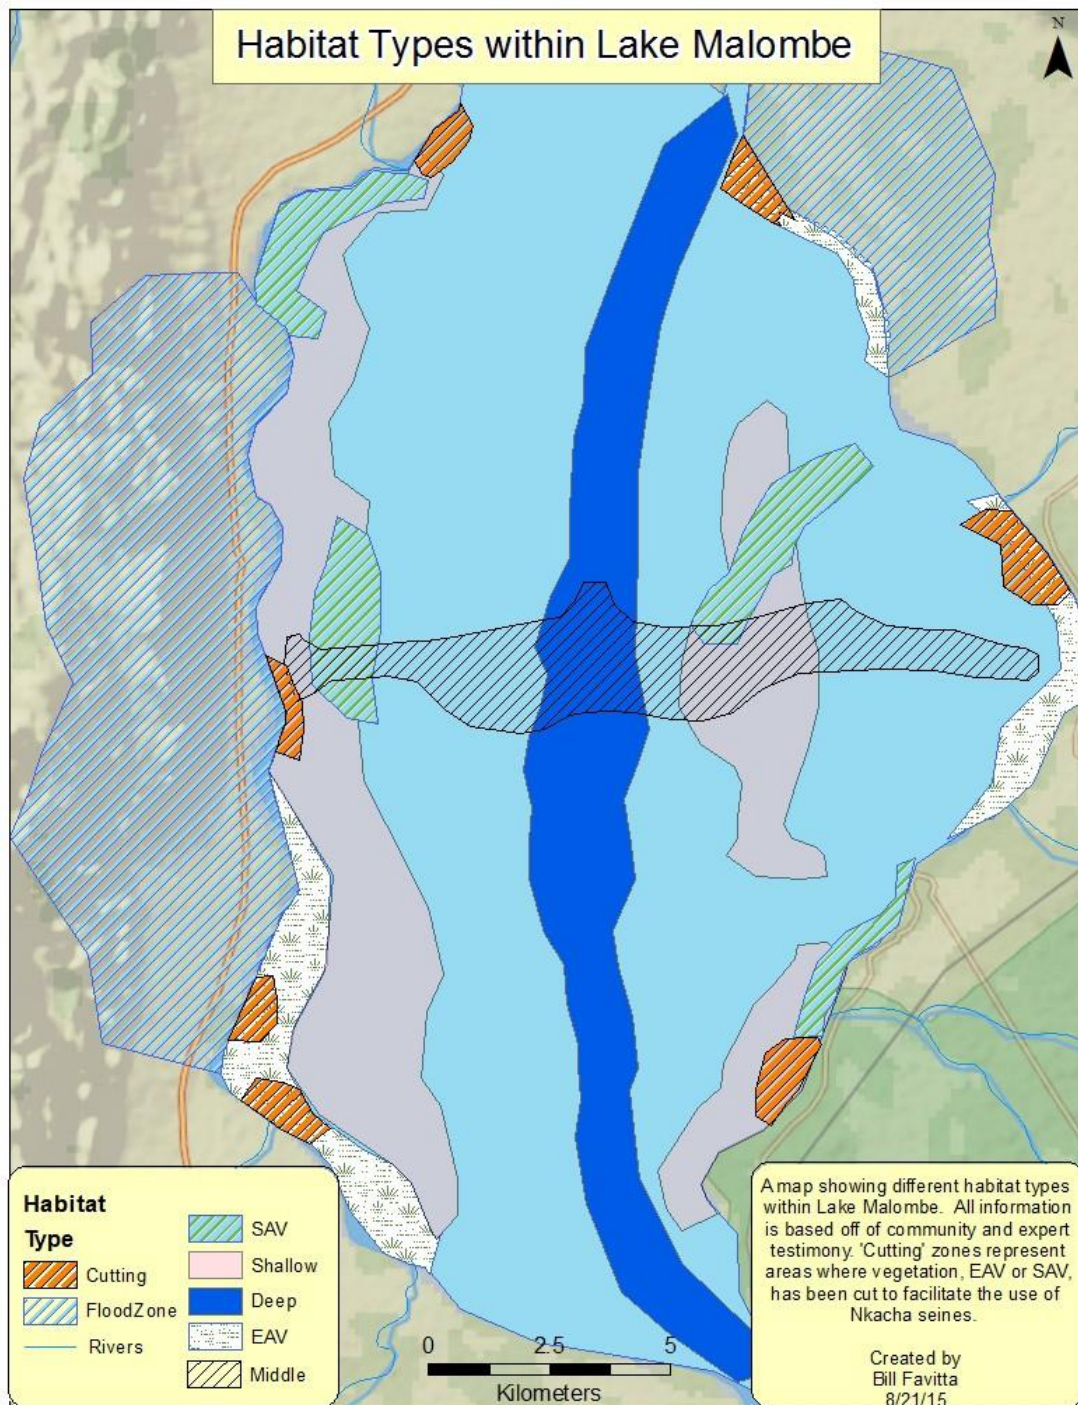 Habitat Types within Lake Malombe
N
Habitat
Type
Cutting
FloodZone
Rivers
SAV
Shallow
Deep
EAV
Middle
0 2.5 5
Kilometers
A map showing different habitat types
within Lake Malombe. All information
is based off of community and expert
testimony. 'Cutting' zones represent
areas where vegetation, EAV or SAV,
has been cut to facilitate the use of
Nkacha seines.
Created by
Bill Favitta
8/21/15